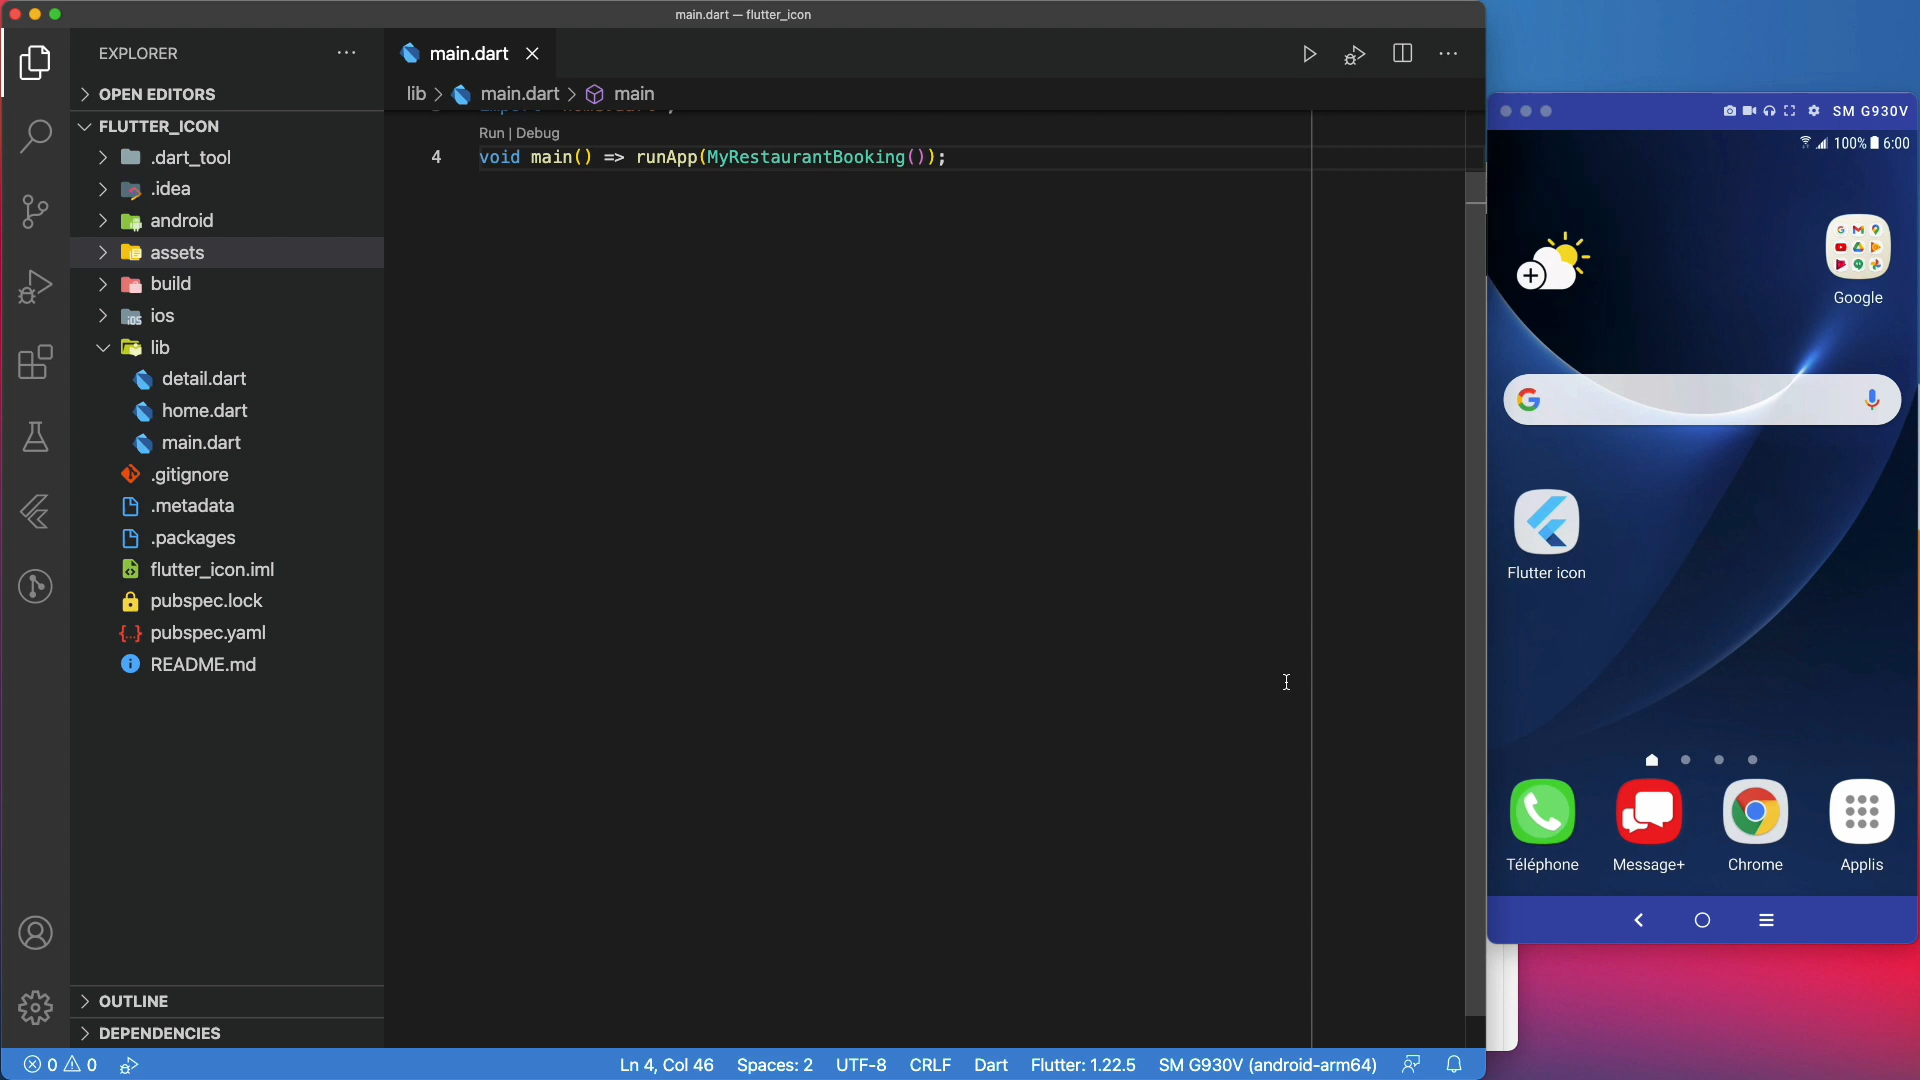 main.dart — flutter_icon
EXPLORER
OPEN EDITORS
FLUTTER_ICON
.dart_tool
.idea
android
assets
build
ios
lib
detail.dart
home.dart
main.dart
.gitignore
.metadata
.packages
flutter_icon.iml
pubspec.lock
pubspec.yaml
README.md
OUTLINE
DEPENDENCIES
main.dart
lib > main.dart > main
Run | Debug
4 void main() => runApp(MyRestaurantBooking());
0 0
Ln 4, Col 46 Spaces: 2 UTF-8 CRLF Dart Flutter: 1.22.5 SM G930V (android-arm64)
SM G930V
100% 6:00
Google
Flutter icon
Téléphone Message+ Chrome Applis